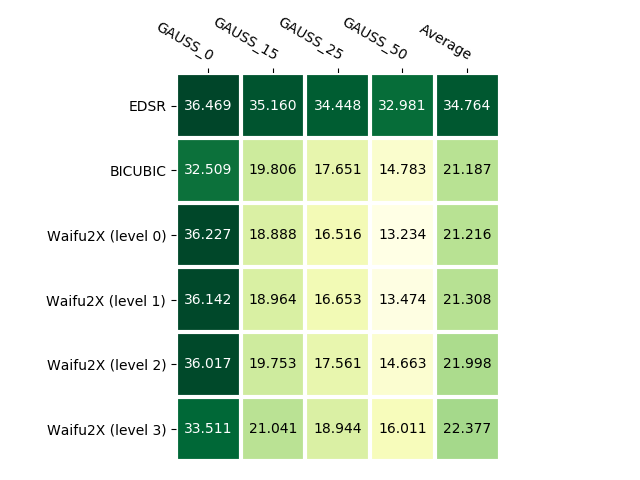 GAUSS_0 GAUSS_15 GAUSS_25 GAUSS_50 Average
EDSR 36.469 35.160 34.448 32.981 34.764
BICUBIC 32.509 19.806 17.651 14.783 21.187
Waifu2X (level 0) 36.227 18.888 16.516 13.234 21.216
Waifu2X (level 1) 36.142 18.964 16.653 13.474 21.308
Waifu2X (level 2) 36.017 19.753 17.561 14.663 21.998
Waifu2X (level 3) 33.511 21.041 18.944 16.011 22.377